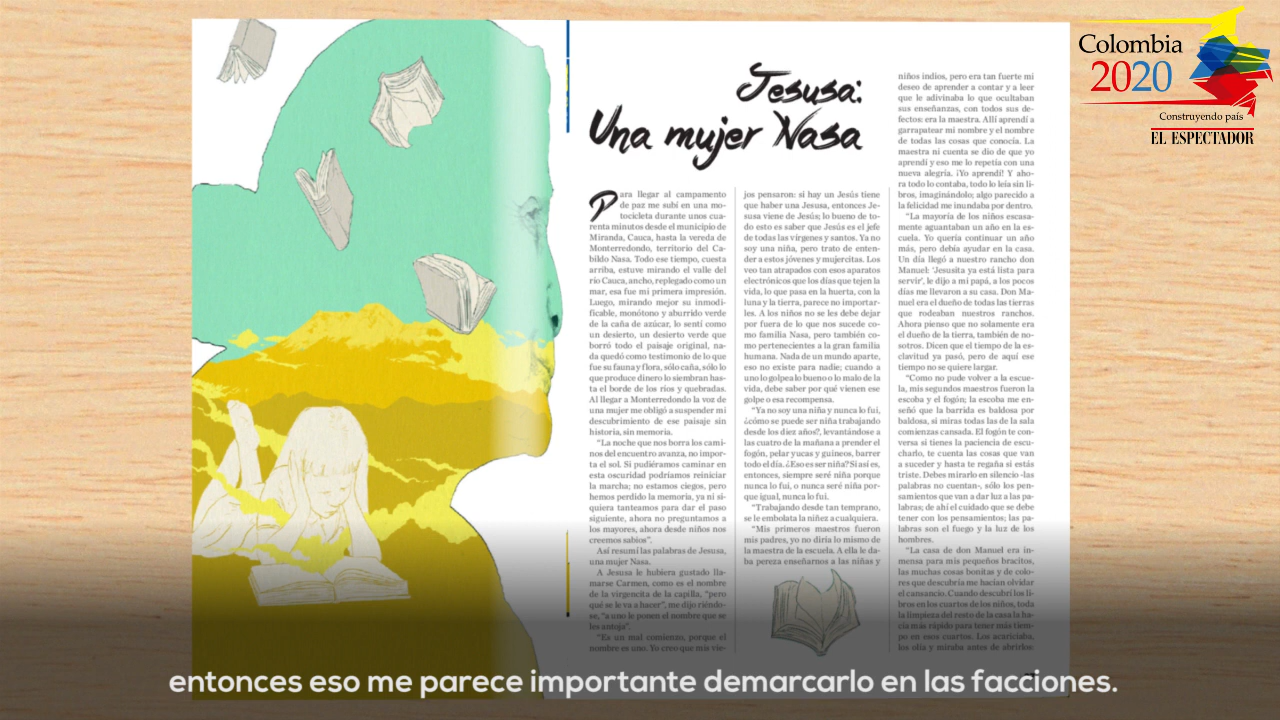 Jesusa:
Una mujer Nasa
Para llegar al campamento
de paz me subí en una mo-
tocicleta durante unos cua-
renta minutos desde el municipio de
Miranda, Cauca, hasta la vereda de
Monterredondo, territorio del Ca-
bildo Nasa. Todo ese tiempo, cuesta
arriba, estuve mirando el valle del
río Cauca, ancho, replegado como un
mar, esa fue mi primera impresión.
Luego, mirando mejor su inmodi-
ficable, monótono y aburrido verde
de la caña de azúcar, lo sentí como
un desierto, un desierto verde que
borró todo el paisaje original, na-
da quedó como testimonio de lo que
fue su fauna y flora, sólo caña, sólo lo
que produce dinero lo siembran has-
ta el borde de los ríos y quebradas.
Al llegar a Monterredondo la voz de
una mujer me obligó a suspender mi
descubrimiento de ese paisaje sin
historia, sin memoria.
"La noche que nos borra los cami-
nos del encuentro avanza, no impor-
ta el sol. Si pudiéramos caminar en
esta oscuridad podríamos reiniciar
la marcha; no estamos ciegos, pero
hemos perdido la memoria, ya ni si-
quiera tanteamos para dar el paso
siguiente, ahora no preguntamos a
los mayores, ahora desde niños nos
creemos sabios".
Así resumí las palabras de Jesusa,
una mujer Nasa.
A Jesusa le hubiera gustado lla-
marse Carmen, como es el nombre
de la virgencita de la capilla, "pero
qué se le va a hacer", me dijo riéndo-
se, "a uno le ponen el nombre que se
les antoja".
"Es un mal comienzo, porque el
nombre es uno. Yo creo que mis vie-
jos pensaron: si hay un Jesús tiene
que haber una Jesusa, entonces Je-
susa viene de Jesús; lo bueno de to-
do esto es saber que Jesús es el jefe
de todas las vírgenes y santos. Ya no
soy una niña, pero trato de enten-
der a estos jóvenes y mujercitas. Los
veo tan atrapados con esos aparatos
electrónicos que los días que tejen la
vida, lo que pasa en la huerta, con la
luna y la tierra, parece no importar-
les. A los niños no se les debe dejar
por fuera de lo que nos sucede co-
mo familia Nasa, pero también co-
mo pertenecientes a la gran familia
humana. Nada de un mundo aparte,
eso no existe para nadie; cuando a
uno lo golpea lo bueno o lo malo de la
vida, debe saber por qué vienen ese
golpe o esa recompensa.
"Ya no soy una niña y nunca lo fui,
¿cómo se puede ser niña trabajando
desde los diez años?, levantándose a
las cuatro de la mañana a prender el
fogón, pelar yucas y guineos, barrer
todo el día. ¿Eso es ser niña? Si así es,
entonces, siempre seré niña porque
nunca lo fui, o nunca seré niña por-
que igual, nunca lo fui.
"Trabajando desde tan temprano,
se le embolata la niñez a cualquiera.
"Mis primeros maestros fueron
mis padres, yo no diría lo mismo de
la maestra de la escuela. A ella le da-
ba pereza enseñarnos a las niñas y
niños indios, pero era tan fuerte mi
deseo de aprender a contar y a leer
que le adivinaba lo que ocultaban
sus enseñanzas, con todos sus de-
fectos: era la maestra. Allí aprendí a
garrapatear mi nombre y el nombre
de todas las cosas que conocía. La
maestra ni cuenta se dio de que yo
aprendí y eso me lo repetía con una
nueva alegría. ¡Yo aprendí! Y aho-
ra todo lo contaba, todo lo leía sin li-
bros, imaginándolo; algo parecido a
la felicidad me inundaba por dentro.
"La mayoría de los niños escasa-
mente aguantaban un año en la es-
cuela. Yo quería continuar un año
más, pero debía ayudar en la casa.
Un día llegó a nuestro rancho don
Manuel: 'Jesusita ya está lista para
servir', le dijo a mi papá, a los pocos
días me llevaron a su casa. Don Ma-
nuel era el dueño de todas las tierras
que rodeaban nuestros ranchos.
Ahora pienso que no solamente era
el dueño de la tierra, también de no-
sotros. Dicen que el tiempo de la es-
clavitud ya pasó, pero de aquí ese
tiempo no se quiere largar.
"Como no pude volver a la escue-
la, mis segundos maestros fueron la
escoba y el fogón; la escoba me en-
señó que la barrida es baldosa por
baldosa, si miras todas las de la sala
comienzas cansada. El fogón te con-
versa si tienes la paciencia de escu-
charlo, te cuenta las cosas que van
a suceder y hasta te regaña si estás
triste. Debes mirarlo en silencio -las
palabras no cuentan-, sólo los pen-
samientos que van a dar luz a las pa-
labras; de ahí el cuidado que se debe
tener con los pensamientos; las pa-
labras son el fuego y la luz de los
hombres.
"La casa de don Manuel era in-
mensa para mis pequeños bracitos,
las muchas cosas bonitas y de colo-
res que descubría me hacían olvidar
el cansancio. Cuando descubrí los li-
bros en los cuartos de los niños, toda
la limpieza del resto de la casa la ha-
cía más rápido para tener más tiem-
po en esos cuartos. Los acariciaba,
los olía y miraba antes de abrirlos:
Colombia
2020
Construyendo país
EL ESPECTADOR
entonces eso me parece importante demarcarlo en las facciones.